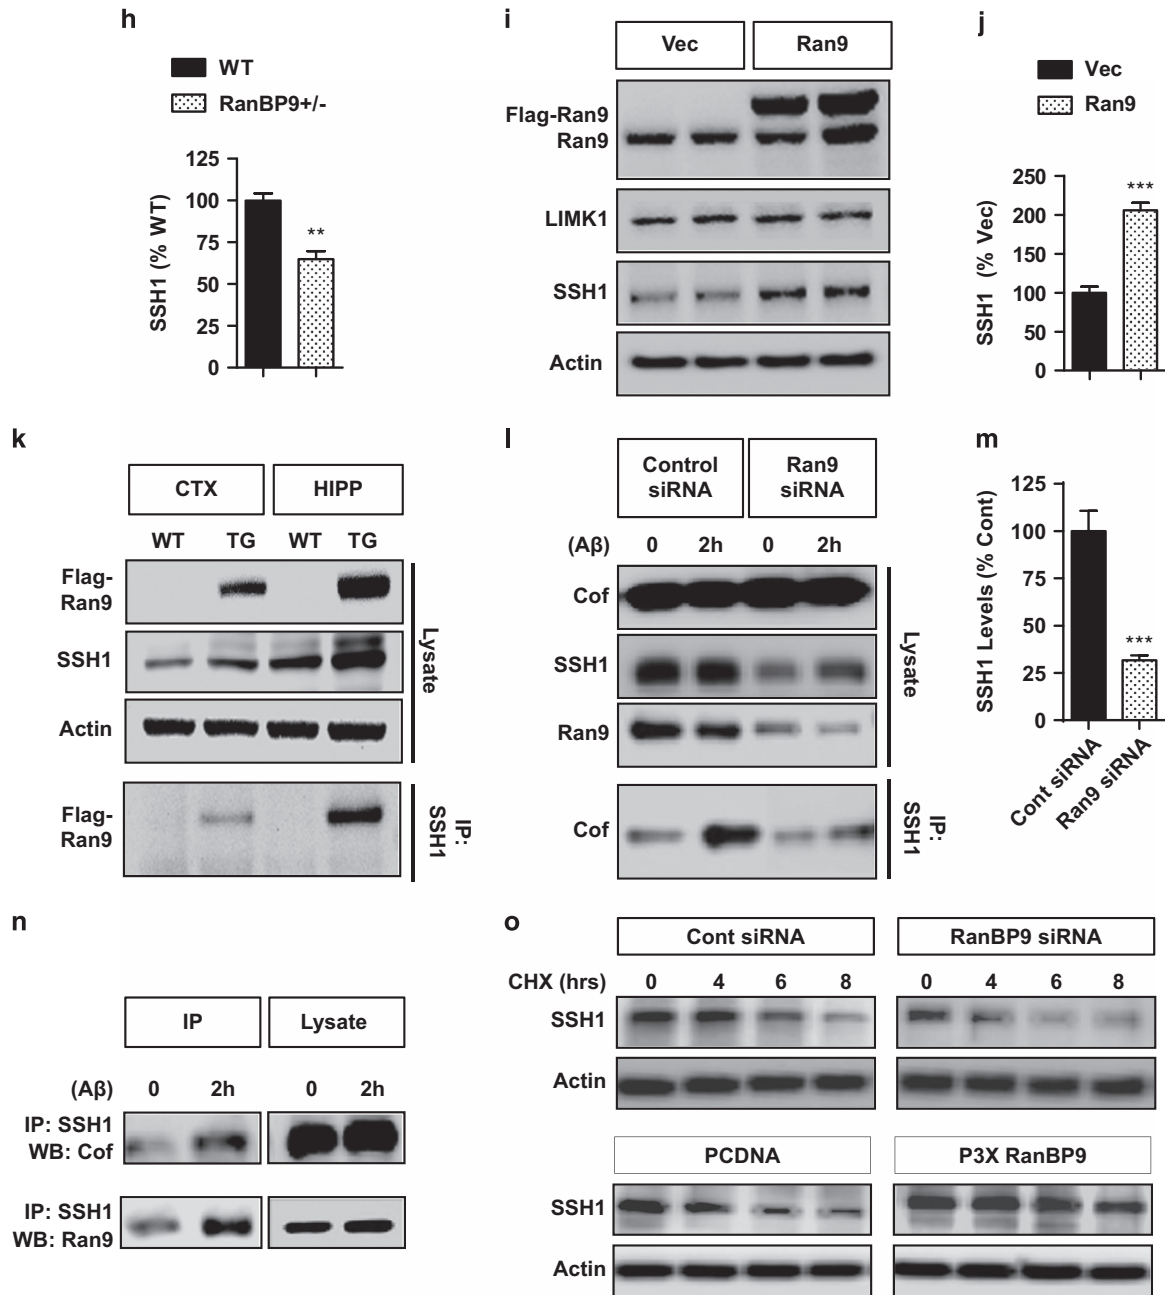 h
WT
RanBP9+/-
SSH1 (% WT)
125
100
75
50
25
0
**
i
Vec
Ran9
Flag-Ran9
Ran9
LIMK1
SSH1
Actin
j
Vec
Ran9
SSH1 (% Vec)
250
200
150
100
50
0
***
k
CTX
HIPP
WT TG WT TG
Flag-
Ran9
SSH1
Actin
Lysate
Flag-
Ran9
IP:
SSH1
l
Control
siRNA
Ran9
siRNA
(Aβ) 0 2h 0 2h
Cof
SSH1
Ran9
Lysate
Cof
IP:
SSH1
m
SSH1 Levels (% Cont)
125
100
75
50
25
0
***
Cont siRNA
Ran9 siRNA
n
IP
Lysate
(Aβ) 0 2h 0 2h
IP: SSH1
WB: Cof
IP: SSH1
WB: Ran9
o
Cont siRNA
RanBP9 siRNA
CHX (hrs) 0 4 6 8 0 4 6 8
SSH1
Actin
PCDNA
P3X RanBP9
SSH1
Actin